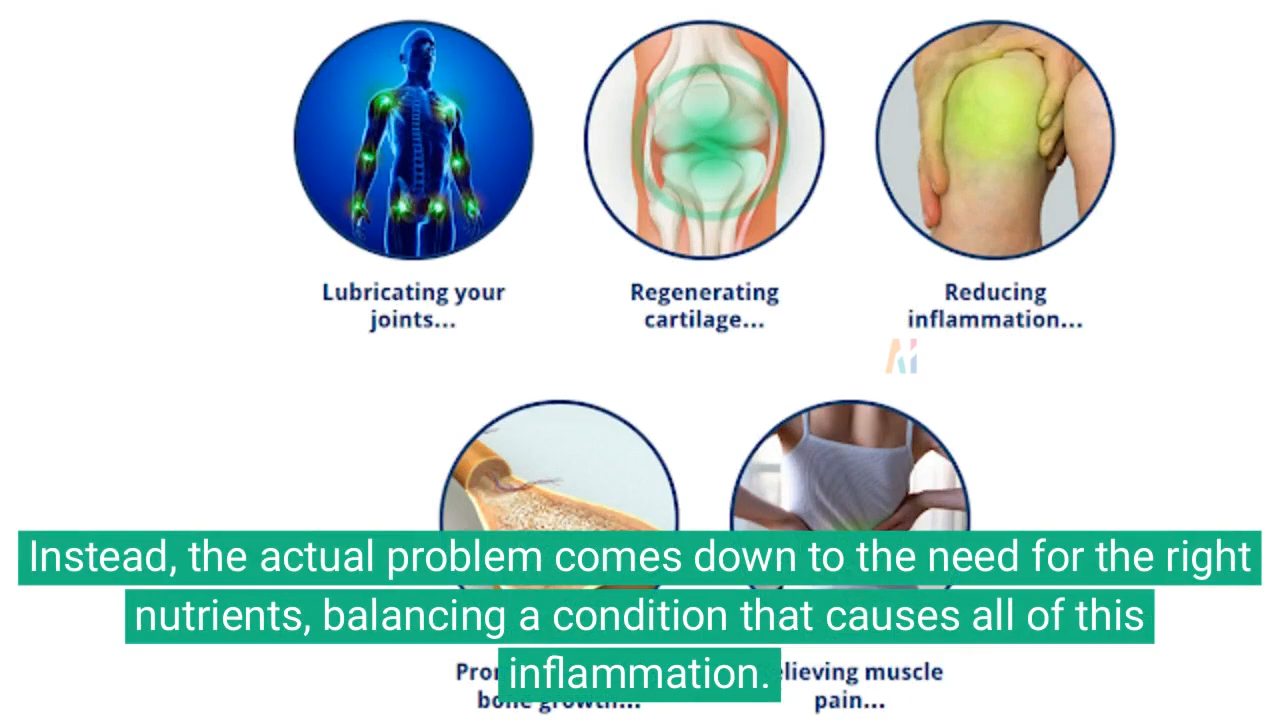 Lubricating your
joints...
Regenerating
cartilage...
Reducing
inflammation...
Instead, the actual problem comes down to the need for the right
nutrients, balancing a condition that causes all of this
inflammation.
muscle
pain...